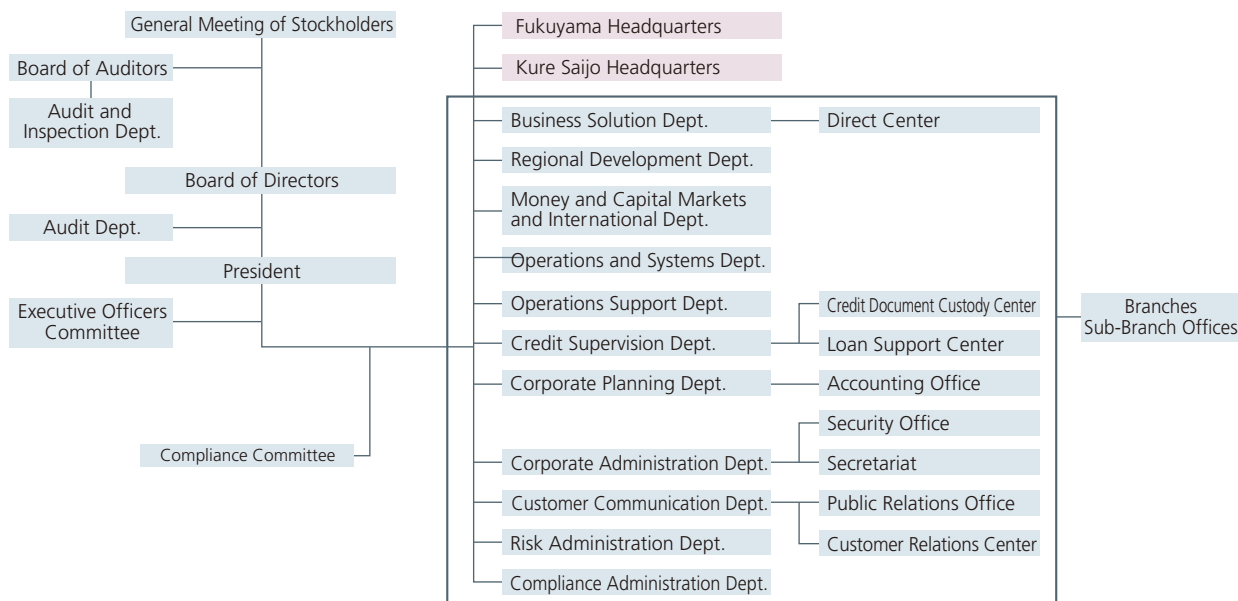 General Meeting of Stockholders
Board of Auditors
Audit and
Inspection Dept.
Board of Directors
Audit Dept.
President
Executive Officers
Committee
Compliance Committee
Fukuyama Headquarters
Kure Saijo Headquarters
Business Solution Dept.
Direct Center
Regional Development Dept.
Money and Capital Markets
and International Dept.
Operations and Systems Dept.
Operations Support Dept.
Credit Document Custody Center
Credit Supervision Dept.
Loan Support Center
Corporate Planning Dept.
Accounting Office
Security Office
Corporate Administration Dept.
Secretariat
Customer Communication Dept.
Public Relations Office
Risk Administration Dept.
Customer Relations Center
Compliance Administration Dept.
Branches
Sub-Branch Offices